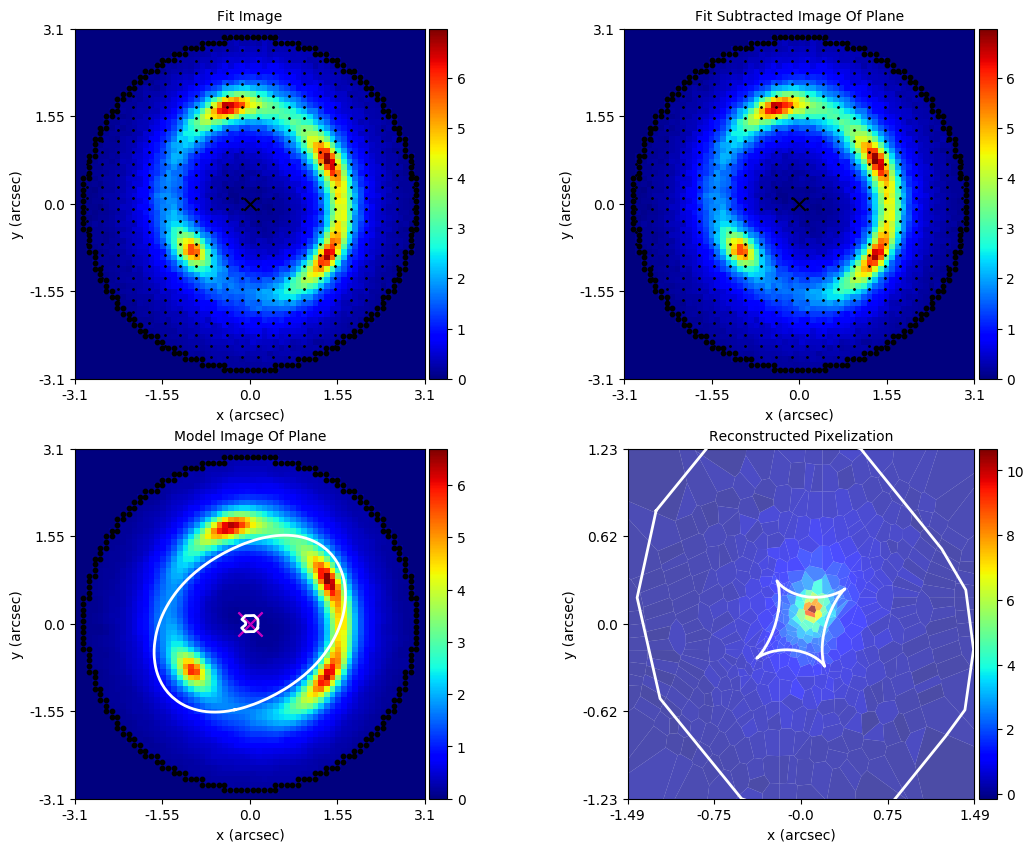 Fit Image
3.1
1.55
0.0
-1.55
-3.1
y (arcsec)
-3.1 -1.55 0.0 1.55 3.1
x (arcsec)
6
5
4
3
2
1
0
Fit Subtracted Image Of Plane
3.1
1.55
0.0
-1.55
-3.1
y (arcsec)
-3.1 -1.55 0.0 1.55 3.1
x (arcsec)
6
5
4
3
2
1
0
Model Image Of Plane
3.1
1.55
0.0
-1.55
-3.1
y (arcsec)
-3.1 -1.55 0.0 1.55 3.1
x (arcsec)
6
5
4
3
2
1
0
Reconstructed Pixelization
1.23
0.62
0.0
-0.62
-1.23
y (arcsec)
-1.49 -0.75 -0.0 0.75 1.49
x (arcsec)
10
8
6
4
2
0